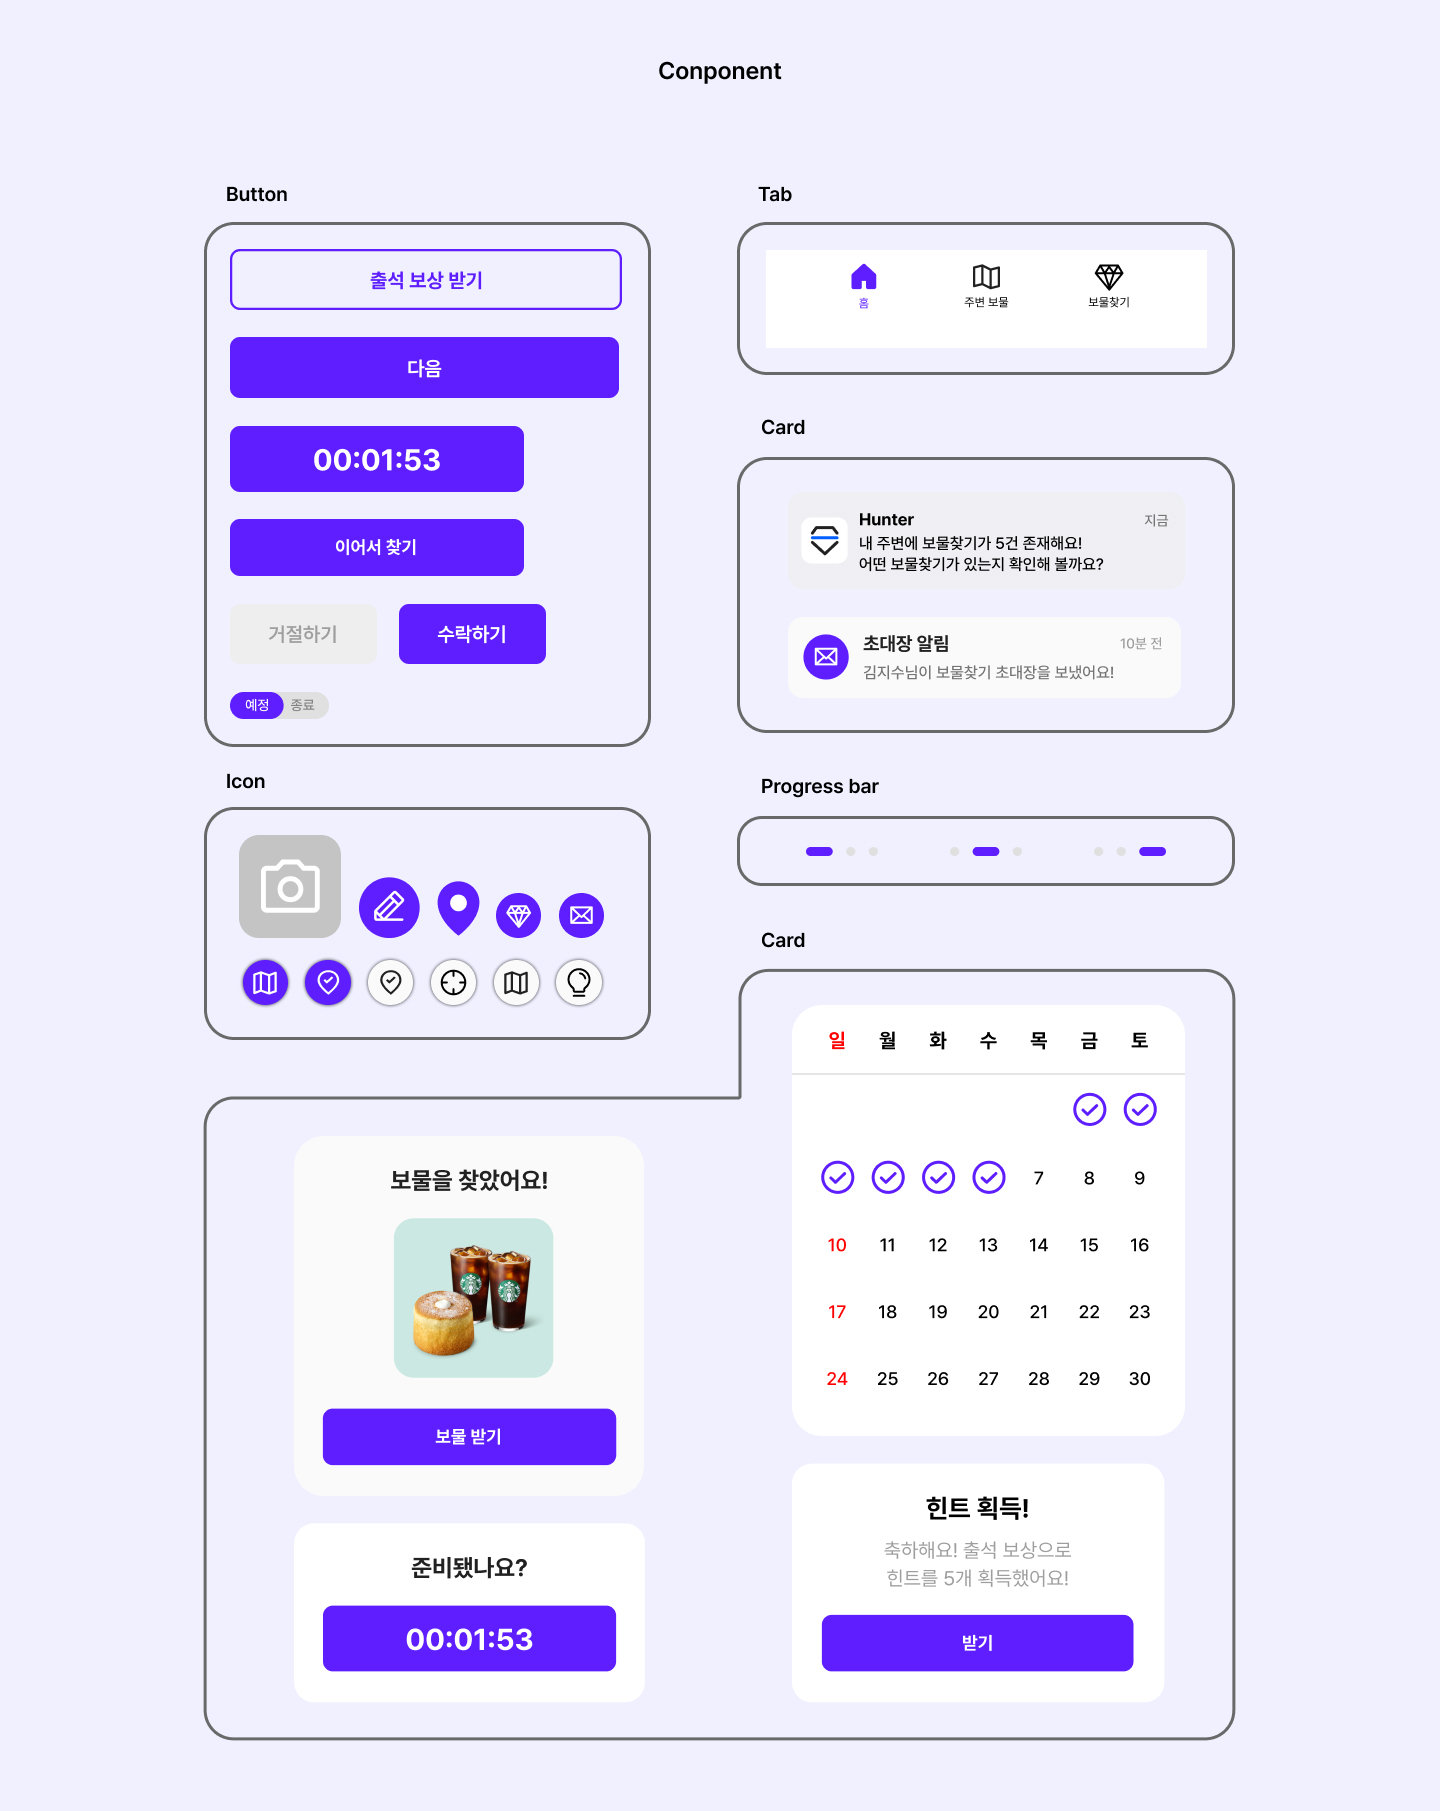 Conponent
Button
출석 보상 받기
다음
00:01:53
이어서 찾기
거절하기 수락하기
예정 종료
Tab
홈 주변 보물 보물찾기
Card
Hunter 지금
내 주변에 보물찾기가 5건 존재해요!
어떤 보물찾기가 있는지 확인해 볼까요?
초대장 알림 10분 전
김지수님이 보물찾기 초대장을 보냈어요!
Icon
Progress bar
Card
보물을 찾았어요!
보물 받기
준비됐나요?
00:01:53
일 월 화 수 목 금 토
7 8 9
10 11 12 13 14 15 16
17 18 19 20 21 22 23
24 25 26 27 28 29 30
힌트 획득!
축하해요! 출석 보상으로
힌트를 5개 획득했어요!
받기